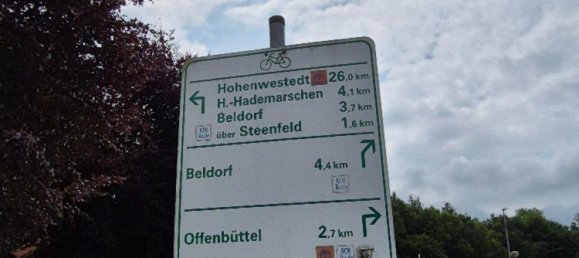 Hohenwestedt 26,0 km
H.-Hademarschen 4,1 km
Beldorf 3,7 km
über Steenfeld 1,6 km
Beldorf 4,4 km
Offenbüttel 2,7 km